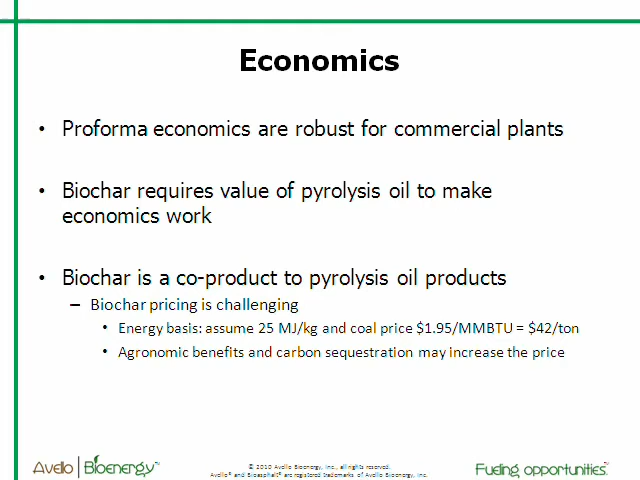 Economics
• Proforma economics are robust for commercial plants
• Biochar requires value of pyrolysis oil to make
economics work
• Biochar is a co-product to pyrolysis oil products
– Biochar pricing is challenging
• Energy basis: assume 25 MJ/kg and coal price $1.95/MMBTU = $42/ton
• Agronomic benefits and carbon sequestration may increase the price
Avello Bioenergy™
© 2010 Avello Bioenergy, Inc., all rights reserved.
Avello® and Bioasphalt® are registered trademarks of Avello Bioenergy, Inc.
Fueling opportunities.™